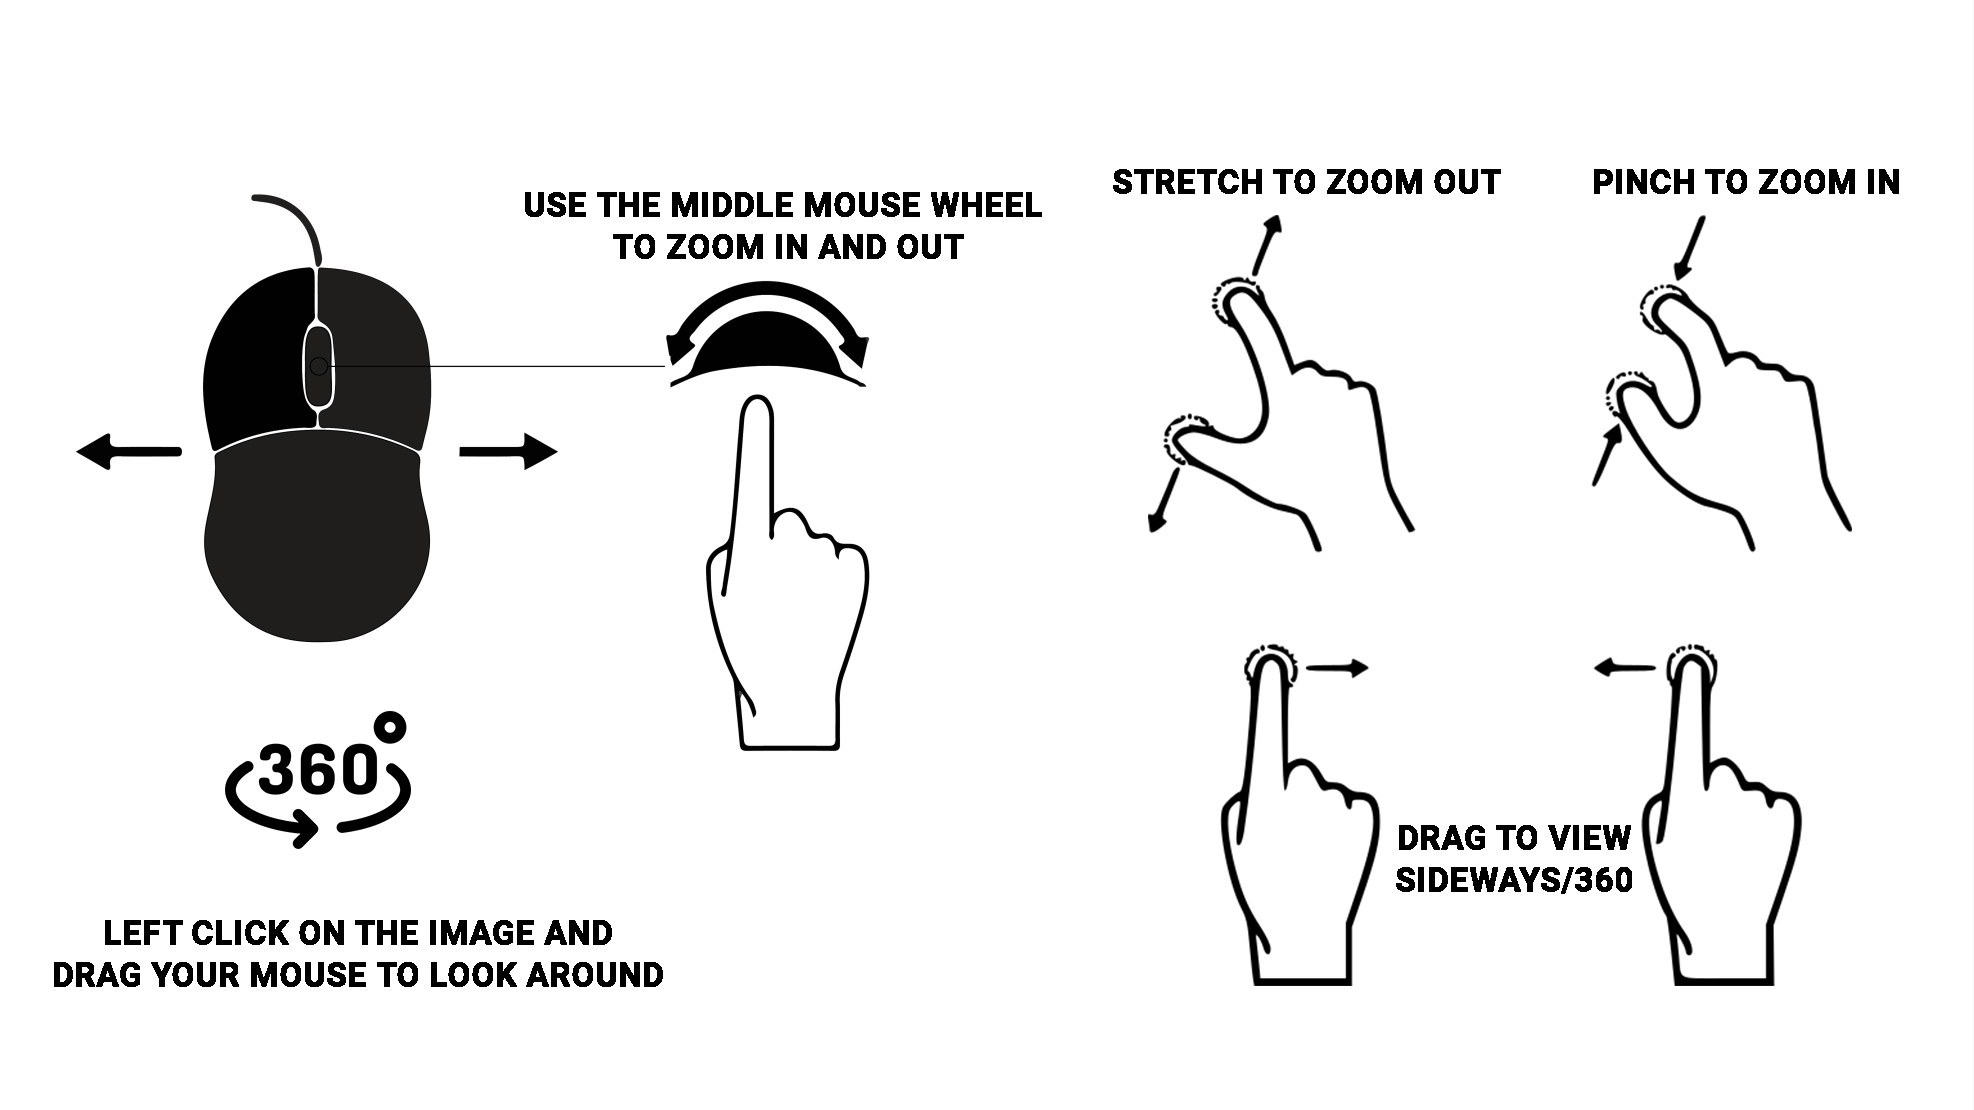 USE THE MIDDLE MOUSE WHEEL
TO ZOOM IN AND OUT
360°
LEFT CLICK ON THE IMAGE AND
DRAG YOUR MOUSE TO LOOK AROUND
STRETCH TO ZOOM OUT
PINCH TO ZOOM IN
DRAG TO VIEW
SIDEWAYS/360